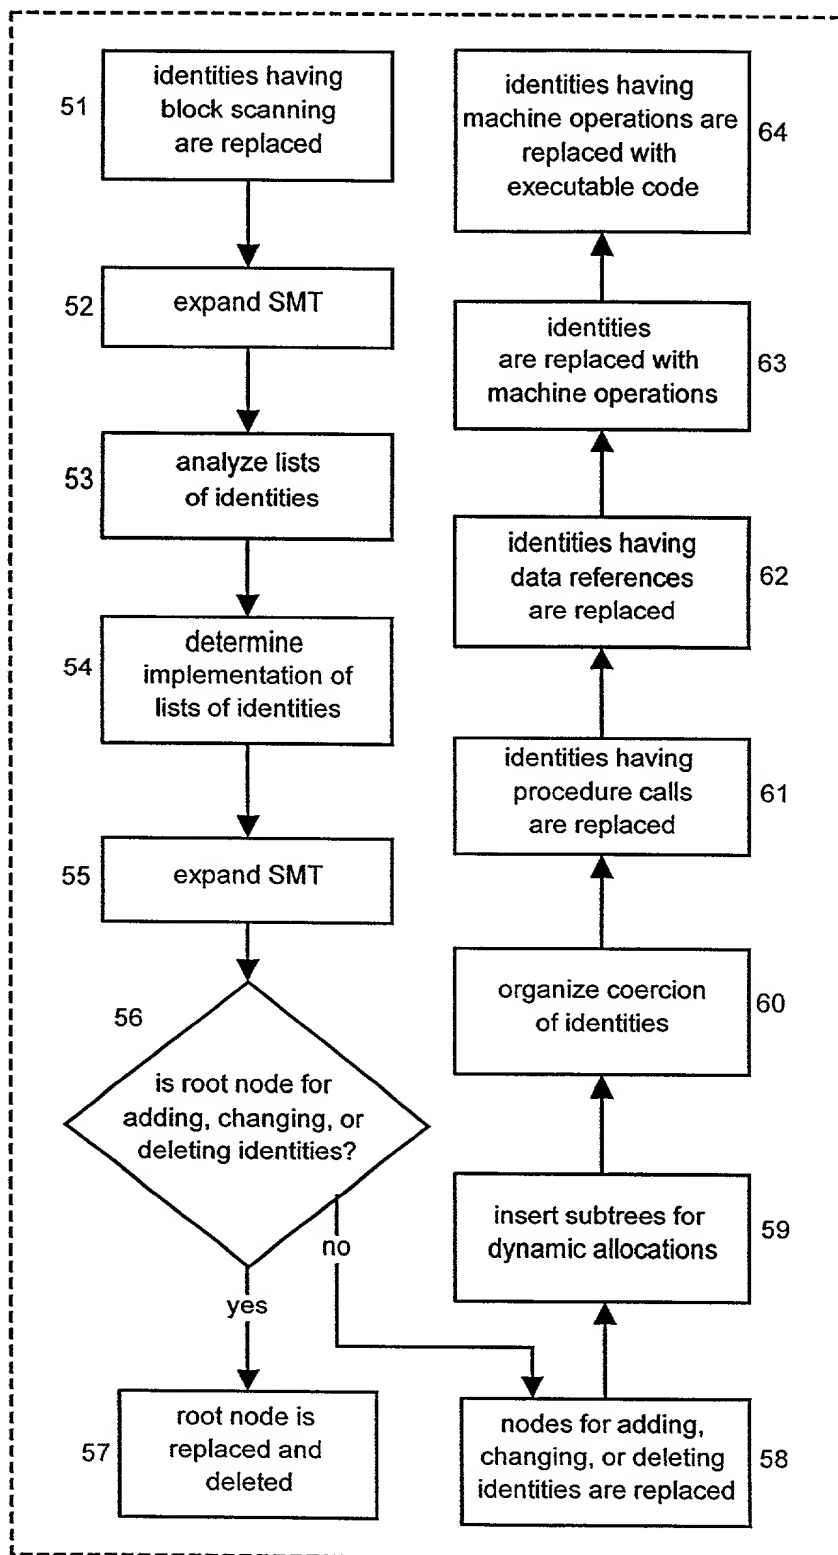 51
identities having
block scanning
are replaced
52
expand SMT
53
analyze lists
of identities
54
determine
implementation of
lists of identities
55
expand SMT
56
is root node for
adding, changing, or
deleting identities?
yes
no
57
root node is
replaced and
deleted
nodes for adding,
changing, or deleting
identities are replaced
58
insert subtrees for
dynamic allocations
59
organize coercion
of identities
60
identities having
procedure calls
are replaced
61
identities having
data references
are replaced
62
identities
are replaced with
machine operations
63
identities having
machine operations are
replaced with
executable code
64